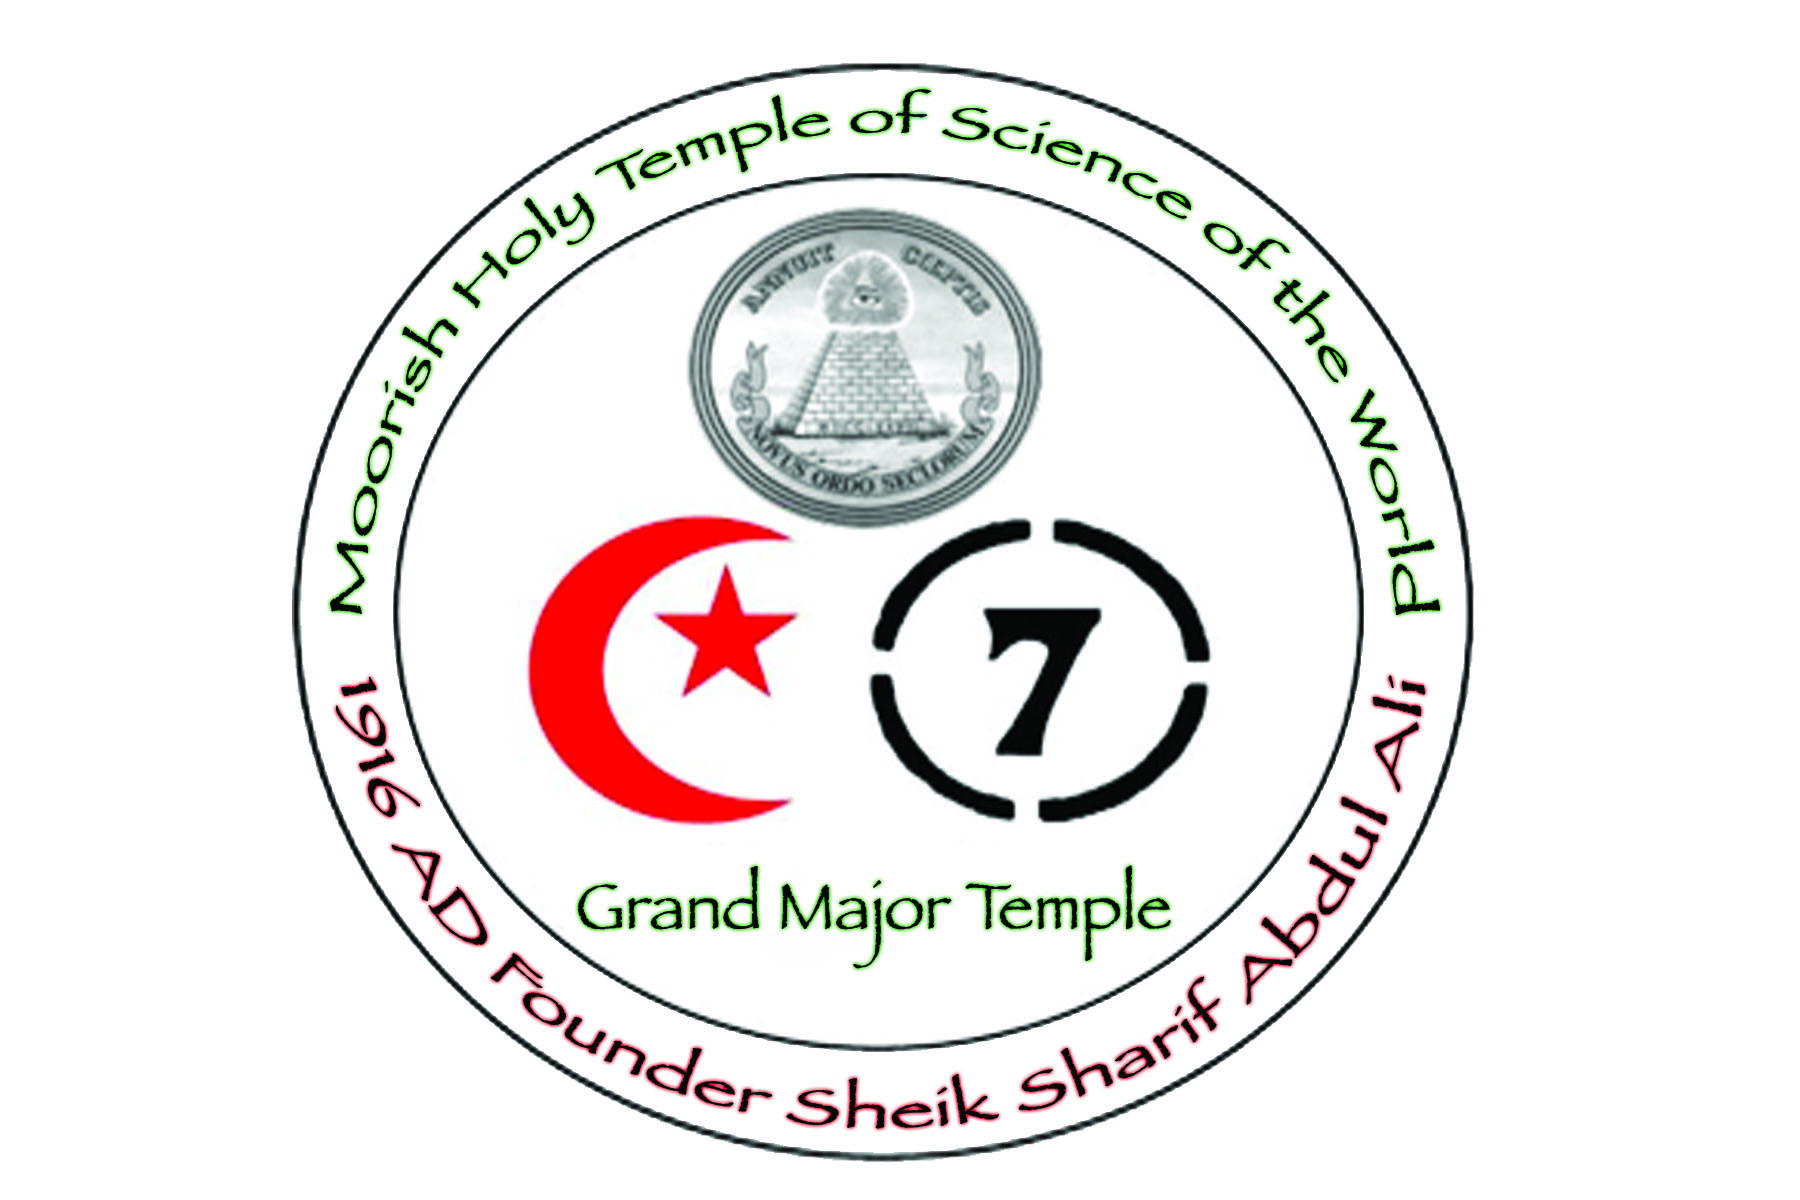 Moorish Holy Temple of Science of the World
ANNUIT CŒPTIS
NOVUS ORDO SECLORUM
7
Grand Major Temple
1916 AD Founder Sheik Sharif Abdul Ali